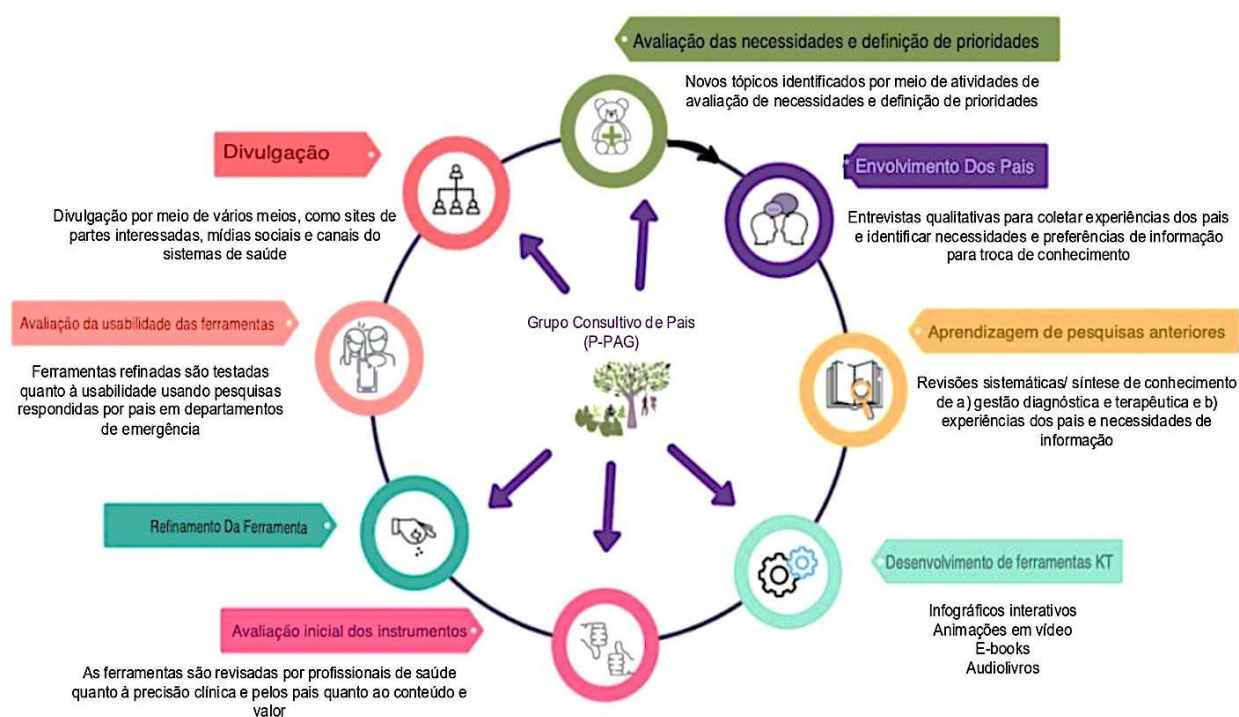 Avaliação das necessidades e definição de prioridades
Novos tópicos identificados por meio de atividades de
avaliação de necessidades e definição de prioridades
Envolvimento Dos Pais
Entrevistas qualitativas para coletar experiências dos pais
e identificar necessidades e preferências de informação
para troca de conhecimento
Aprendizagem de pesquisas anteriores
Revisões sistemáticas/ síntese de conhecimento
de a) gestão diagnóstica e terapêutica e b)
experiências dos pais e necessidades de
informação
Desenvolvimento de ferramentas KT
Infográficos interativos
Animações em vídeo
E-books
Audiolivros
Avaliação inicial dos instrumentos
As ferramentas são revisadas por profissionais de saúde
quanto à precisão clínica e pelos pais quanto ao conteúdo e
valor
Refinamento Da Ferramenta
Avaliação da usabilidade das ferramentas
Ferramentas refinadas são testadas
quanto à usabilidade usando pesquisas
respondidas por pais em departamentos
de emergência
Divulgação
Divulgação por meio de vários meios, como sites de
partes interessadas, mídias sociais e canais do
sistemas de saúde
Grupo Consultivo de Pais
(P-PAG)